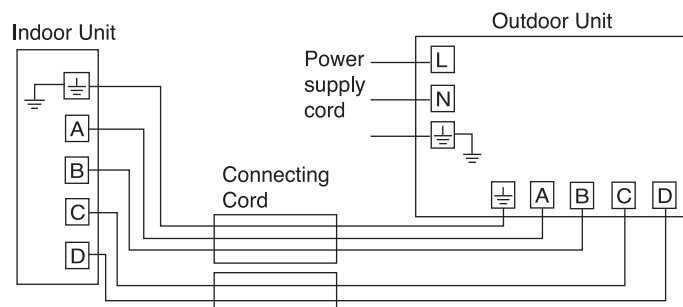 Indoor Unit
A
B
C
D
Connecting
Cord
Outdoor Unit
Power
supply
cord
L
N
A B C D